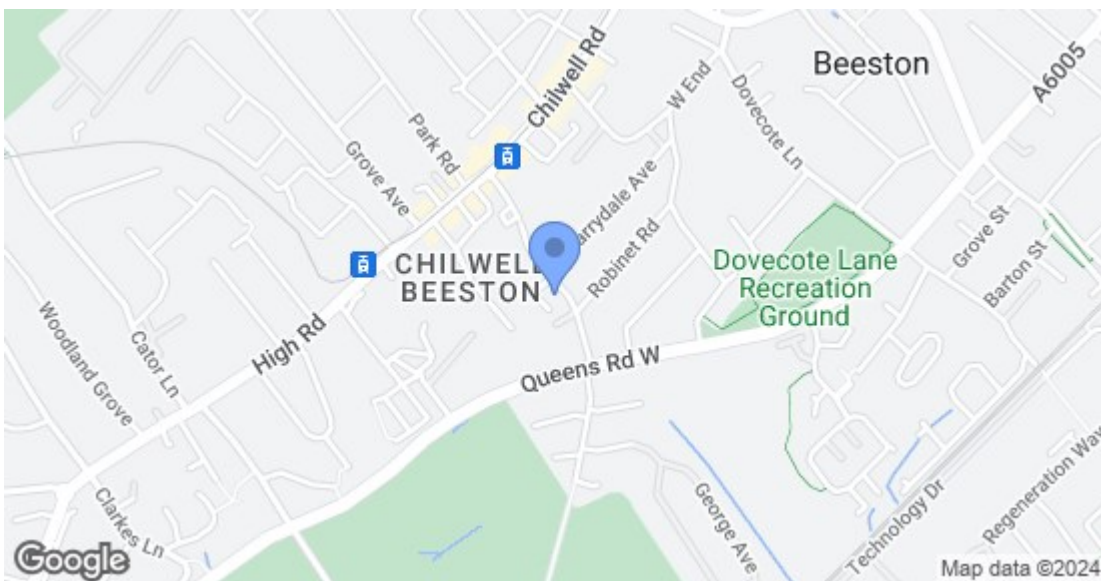 Chilwell Rd
W End
Beeston
A6005
Dovecote Ln
Park Rd
Grove Ave
arrydale Ave
Robinet Rd
Grove St
Barton St
CHILWELL
BEESTON
Dovecote Lane
Recreation
Ground
Woodland Grove
Cator Ln
High Rd
Queens Rd W
Clarkes Ln
George Ave
Technology Dr
Regeneration Way
Google
Map data ©2024